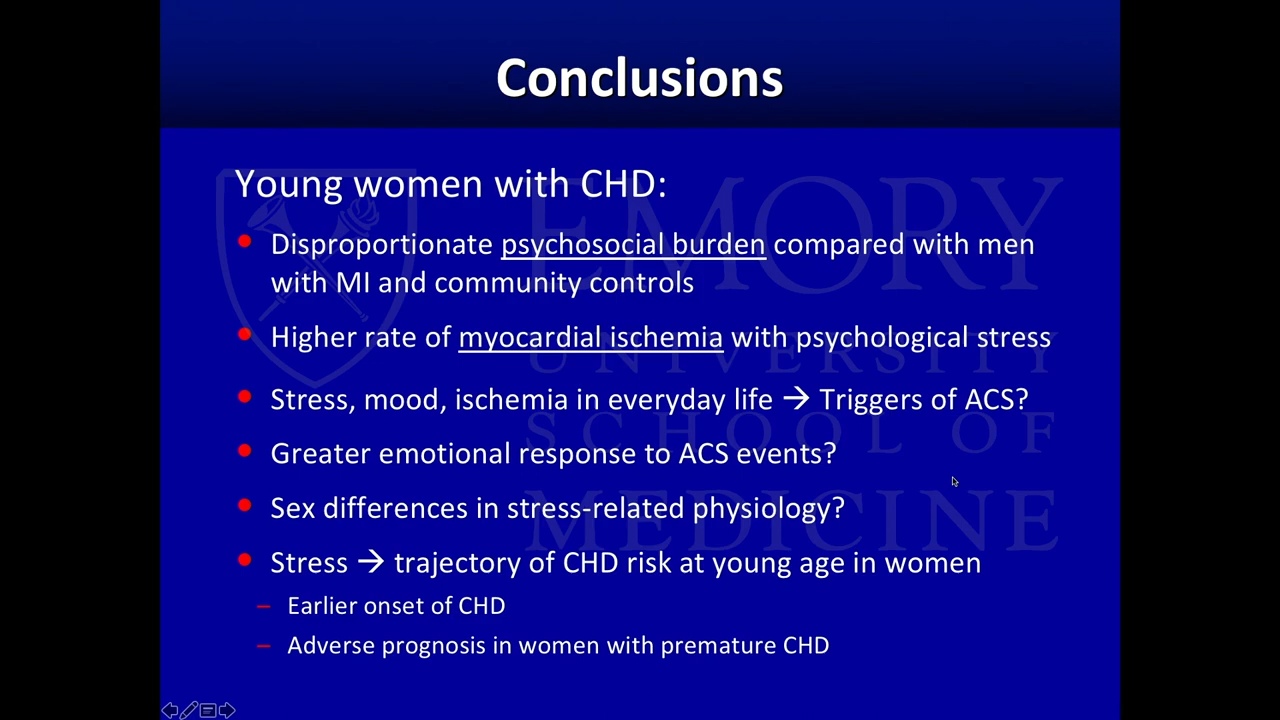 Conclusions
Young women with CHD:
Disproportionate psychosocial burden compared with men
with MI and community controls
Higher rate of myocardial ischemia with psychological stress
Stress, mood, ischemia in everyday life → Triggers of ACS?
Greater emotional response to ACS events?
Sex differences in stress-related physiology?
Stress → trajectory of CHD risk at young age in women
– Earlier onset of CHD
– Adverse prognosis in women with premature CHD
EMORY
UNIVERSITY
SCHOOL OF
MEDICINE